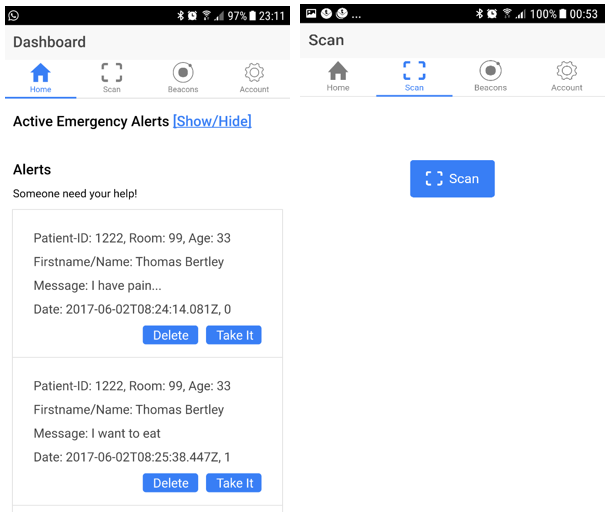 97% 23:11
Dashboard
Home Scan Beacons Account
Active Emergency Alerts [Show/Hide]
Alerts
Someone need your help!
Patient-ID: 1222, Room: 99, Age: 33
Firstname/Name: Thomas Bertley
Message: I have pain...
Date: 2017-06-02T08:24:14.081Z, 0
Delete Take It
Patient-ID: 1222, Room: 99, Age: 33
Firstname/Name: Thomas Bertley
Message: I want to eat
Date: 2017-06-02T08:25:38.447Z, 1
Delete Take It
... 100% 00:53
Scan
Home Scan Beacons Account
Scan